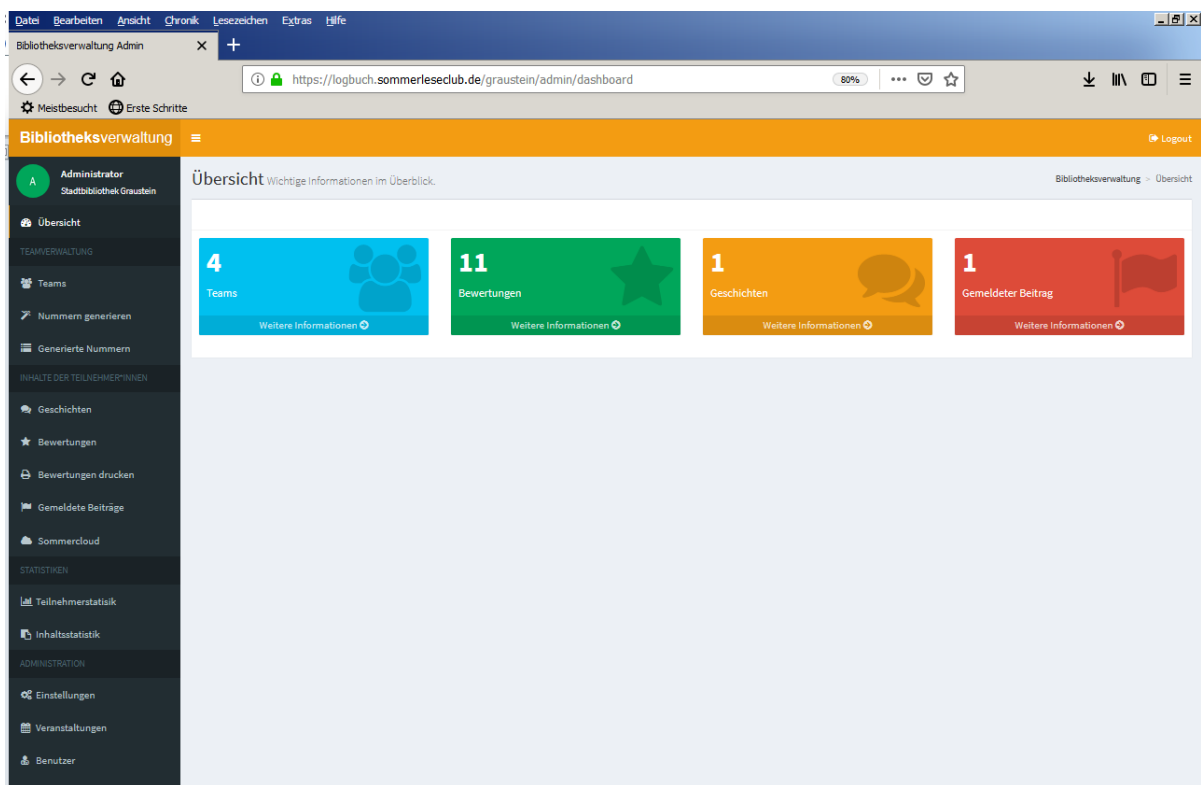 Datei Bearbeiten Ansicht Chronik Lesezeichen Extras Hilfe
Bibliotheksverwaltung Admin
https://logbuch.sommerleseclub.de/graustein/admin/dashboard
80%
Meistbesucht Erste Schritte
Bibliotheksverwaltung
Logout
A
Administrator
Stadtbibliothek Graustein
Übersicht Wichtige Informationen im Überblick.
Bibliotheksverwaltung > Übersicht
Übersicht
TEAMVERWALTUNG
Teams
Nummern generieren
Generierte Nummern
INHALTE DER TEILNEHMER*INNEN
Geschichten
Bewertungen
Bewertungen drucken
Gemeldete Beiträge
Sommercloud
STATISTIKEN
Teilnehmerstatisik
Inhaltsstatistik
ADMINISTRATION
Einstellungen
Veranstaltungen
Benutzer
4
Teams
Weitere Informationen
11
Bewertungen
Weitere Informationen
1
Geschichten
Weitere Informationen
1
Gemeldeter Beitrag
Weitere Informationen